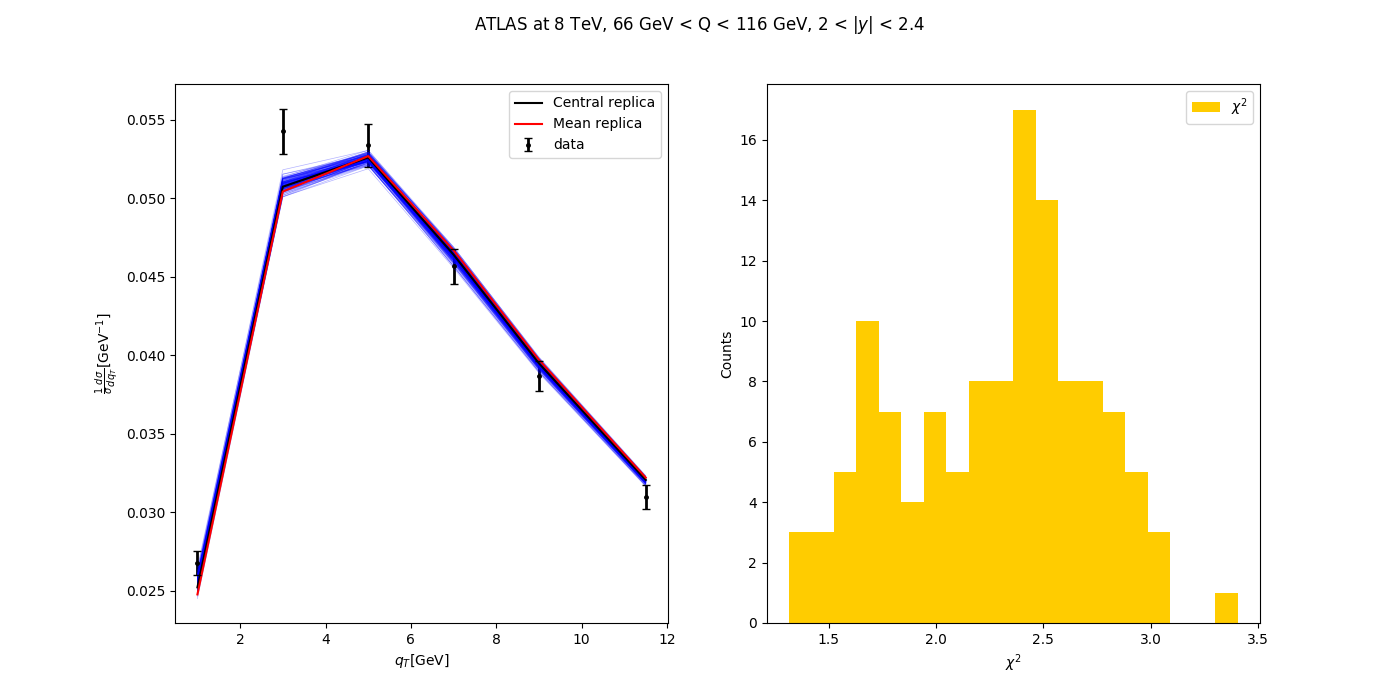 ATLAS at 8 TeV, 66 GeV < Q < 116 GeV, 2 < |y| < 2.4
Central replica
Mean replica
data
0.055
0.050
0.045
0.040
0.035
0.030
0.025
1/σ dσ/dq_T [GeV⁻¹]
2 4 6 8 10 12
q_T[GeV]
χ²
16
14
12
10
8
6
4
2
0
Counts
1.5 2.0 2.5 3.0 3.5
χ²